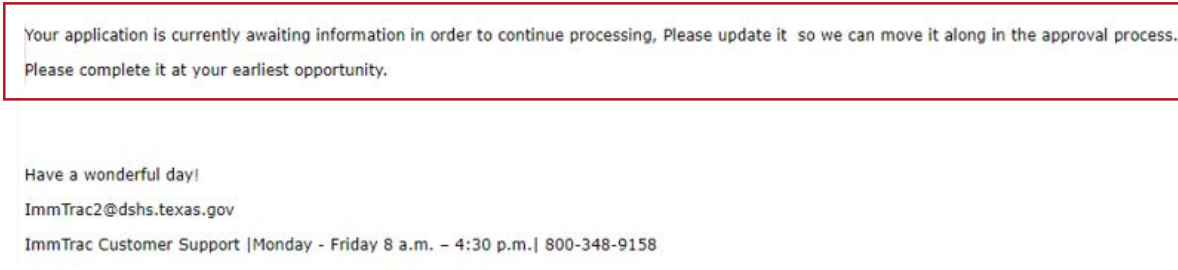 Your application is currently awaiting information in order to continue processing, Please update it  so we can move it along in the approval process.
Please complete it at your earliest opportunity.
Have a wonderful day!
ImmTrac2@dshs.texas.gov
ImmTrac Customer Support |Monday - Friday 8 a.m. – 4:30 p.m.| 800-348-9158